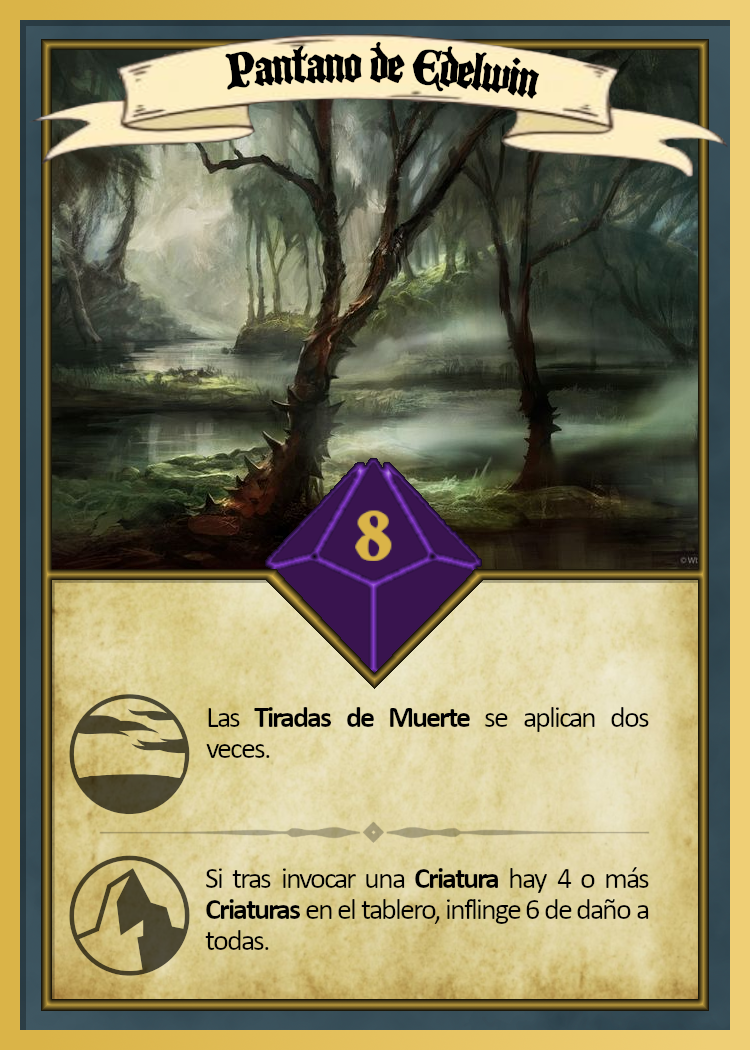 Pantano de Edelwin
©Wt
8
Las Tiradas de Muerte se aplican dos
veces.
Si tras invocar una Criatura hay 4 o más
Criaturas en el tablero, inflinge 6 de daño a
todas.